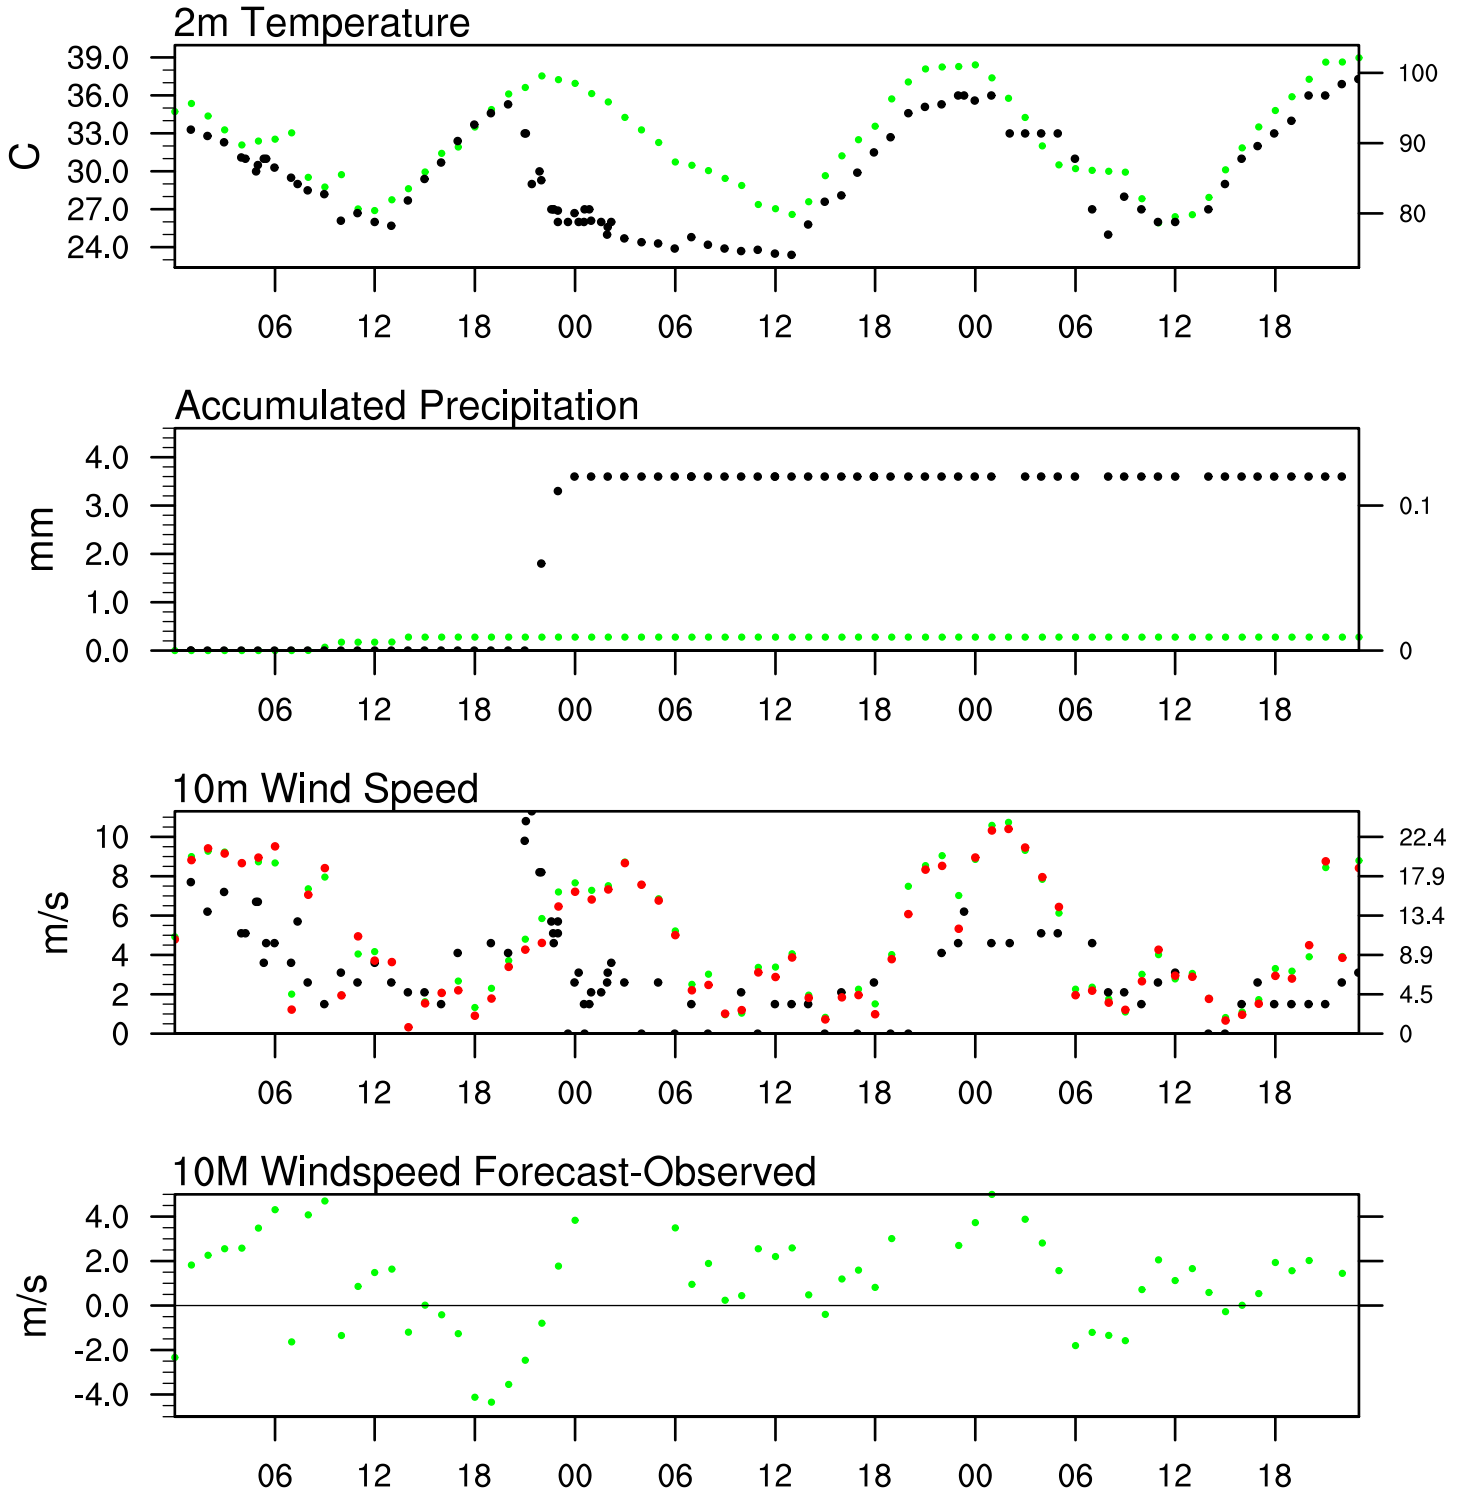 2m Temperature
39.0
36.0
33.0
30.0
27.0
24.0
C
100
90
80
06 12 18 00 06 12 18 00 06 12 18
Accumulated Precipitation
4.0
3.0
2.0
1.0
0.0
mm
0.1
0
06 12 18 00 06 12 18 00 06 12 18
10m Wind Speed
10
8
6
4
2
0
m/s
22.4
17.9
13.4
8.9
4.5
0
06 12 18 00 06 12 18 00 06 12 18
10M Windspeed Forecast-Observed
4.0
2.0
0.0
-2.0
-4.0
m/s
06 12 18 00 06 12 18 00 06 12 18